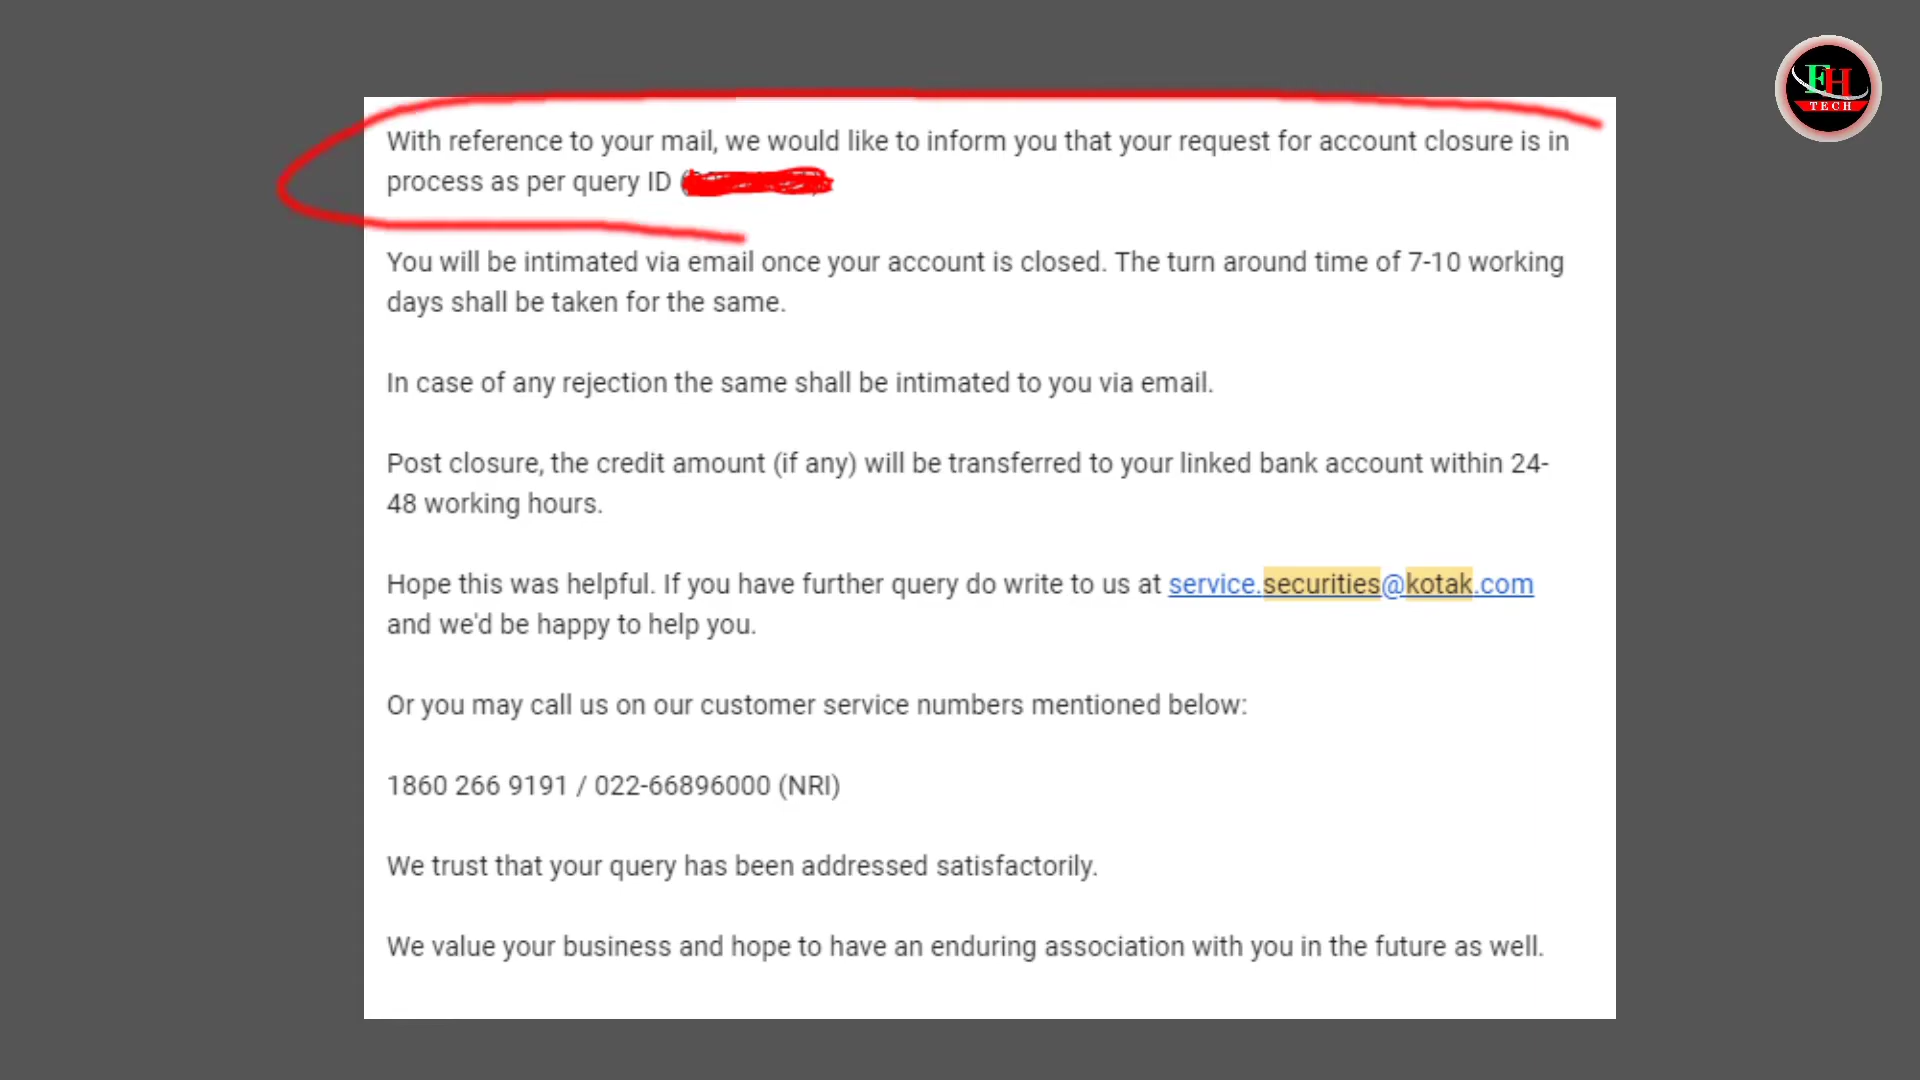 FH
TECH
With reference to your mail, we would like to inform you that your request for account closure is in
process as per query ID (
You will be intimated via email once your account is closed. The turn around time of 7-10 working
days shall be taken for the same.
In case of any rejection the same shall be intimated to you via email.
Post closure, the credit amount (if any) will be transferred to your linked bank account within 24-
48 working hours.
Hope this was helpful. If you have further query do write to us at service.securities@kotak.com
and we'd be happy to help you.
Or you may call us on our customer service numbers mentioned below:
1860 266 9191 / 022-66896000 (NRI)
We trust that your query has been addressed satisfactorily.
We value your business and hope to have an enduring association with you in the future as well.